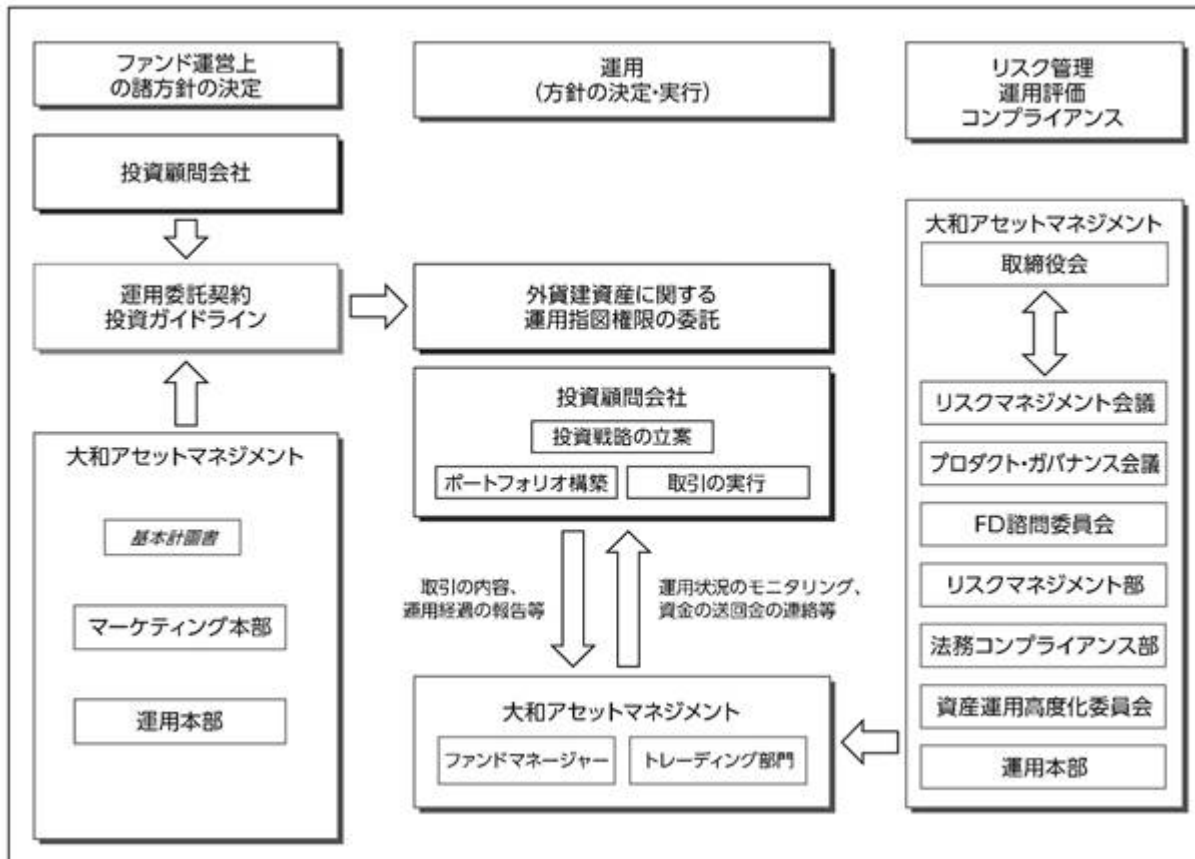 ファンド運営上
の諸方針の決定
投資顧問会社
運用委託契約
投資ガイドライン
大和アセットマネジメント
基本計画書
マーケティング本部
運用本部
運用
(方針の決定・実行)
外貨建資産に関する
運用指図権限の委託
投資顧問会社
投資戦略の立案
ポートフォリオ構築
取引の実行
取引の内容、
運用経過の報告等
運用状況のモニタリング、
資金の送回金の連絡等
大和アセットマネジメント
ファンドマネージャー
トレーディング部門
リスク管理
運用評価
コンプライアンス
大和アセットマネジメント
取締役会
リスクマネジメント会議
プロダクト・ガバナンス会議
FD諮問委員会
リスクマネジメント部
法務コンプライアンス部
資産運用高度化委員会
運用本部